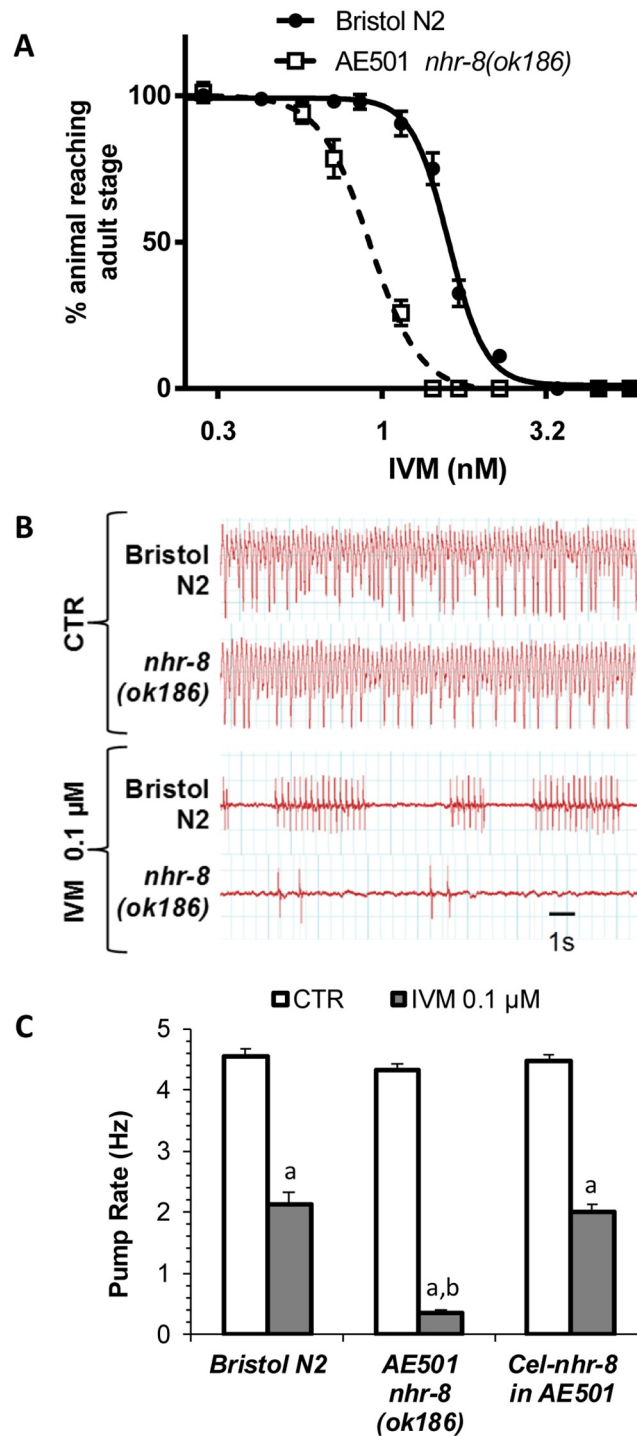 A
Bristol N2
AE501 nhr-8(ok186)
100
50
0
% animal reaching
adult stage
0.3 1 3.2
IVM (nM)
B
CTR
Bristol
N2
nhr-8
(ok186)
IVM 0.1 µM
Bristol
N2
nhr-8
(ok186)
1s
C
CTR IVM 0.1 µM
Pump Rate (Hz)
5
4
3
2
1
0
a
a,b
a
Bristol N2
AE501
nhr-8
(ok186)
Cel-nhr-8
in AE501